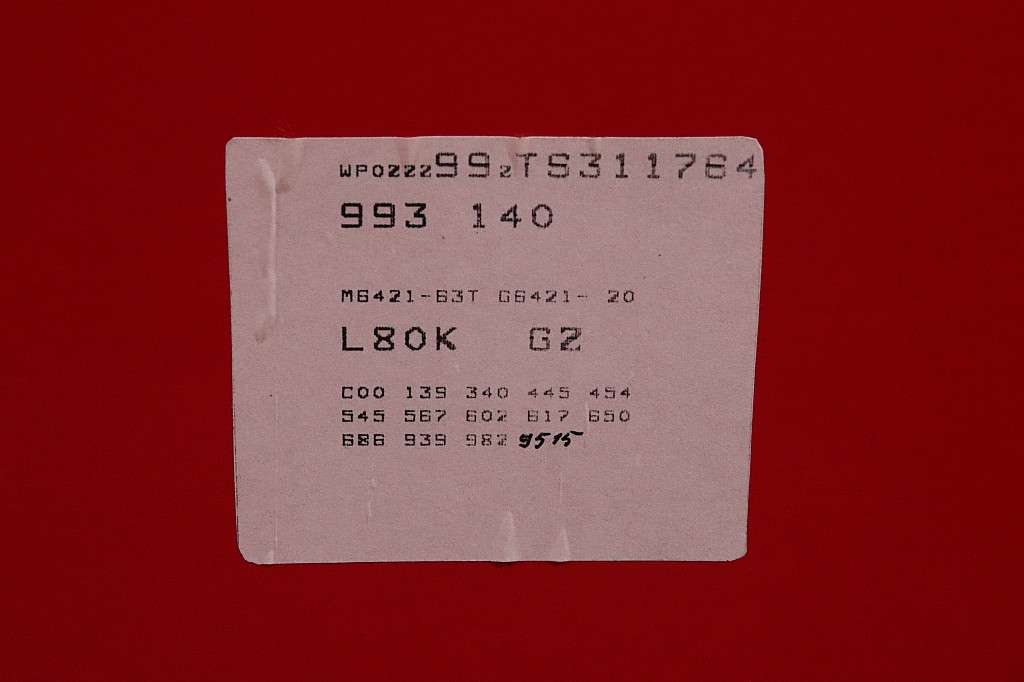 WP0ZZZ99ZTS311764
993 140
M6421-63T G6421- 20
L80K GZ
C00 139 340 445 454
545 567 602 617 650
686 939 982 9515